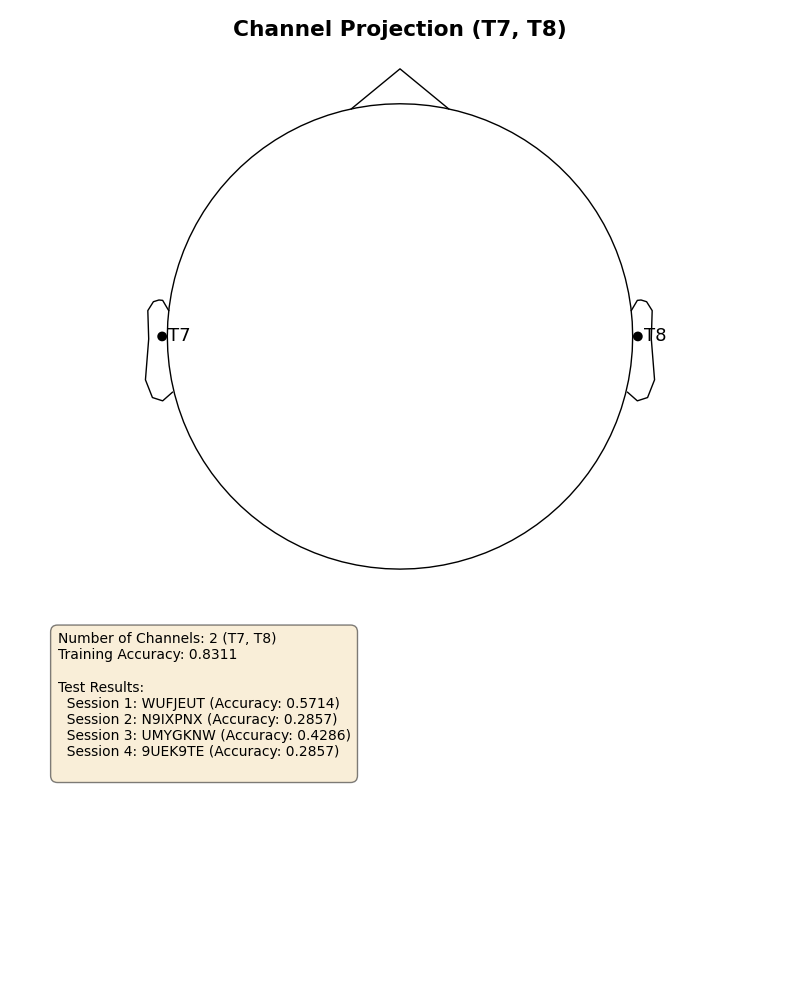 Channel Projection (T7, T8)
T7
T8
Number of Channels: 2 (T7, T8)
Training Accuracy: 0.8311
Test Results:
Session 1: WUFJEUT (Accuracy: 0.5714)
Session 2: N9IXPNX (Accuracy: 0.2857)
Session 3: UMYGKNW (Accuracy: 0.4286)
Session 4: 9UEK9TE (Accuracy: 0.2857)